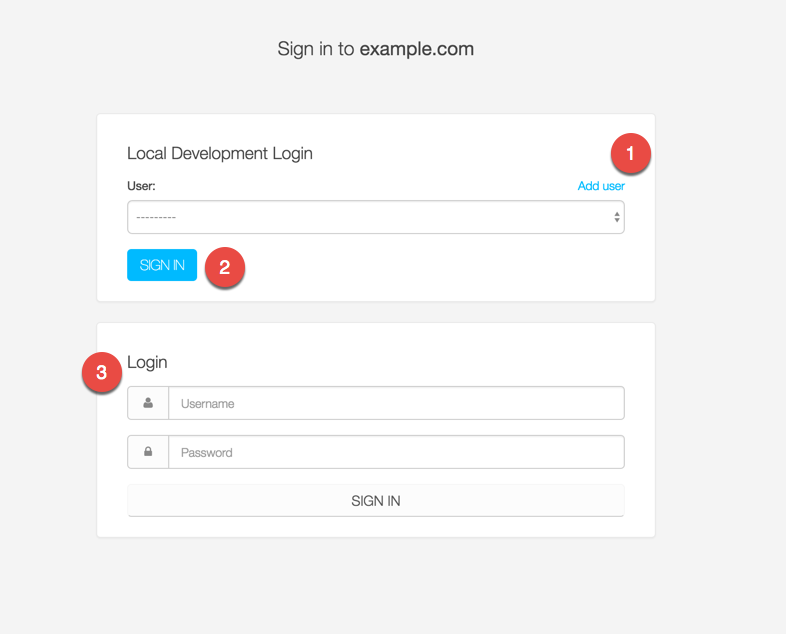 Sign in to example.com
Local Development Login
1
User:
Add user
---------
SIGN IN
2
Login
3
Username
Password
SIGN IN